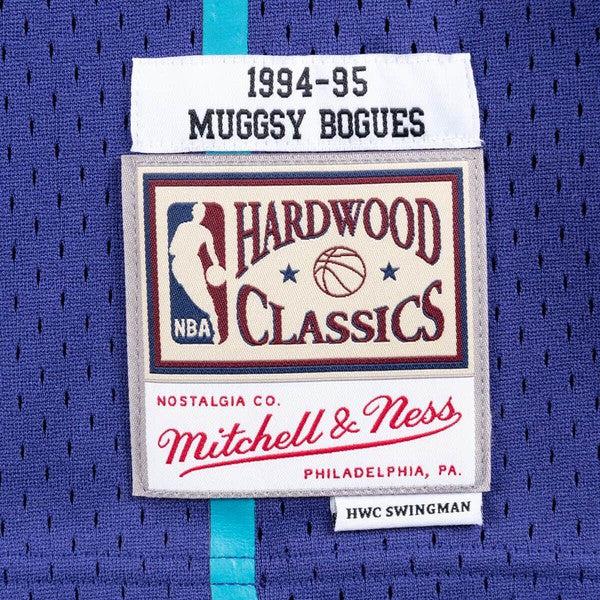 1994-95
MUGGSY BOGUES
HARDWOOD
CLASSICS
NBA
NOSTALGIA CO.
Mitchell & Ness
PHILADELPHIA, PA.
HWC SWINGMAN